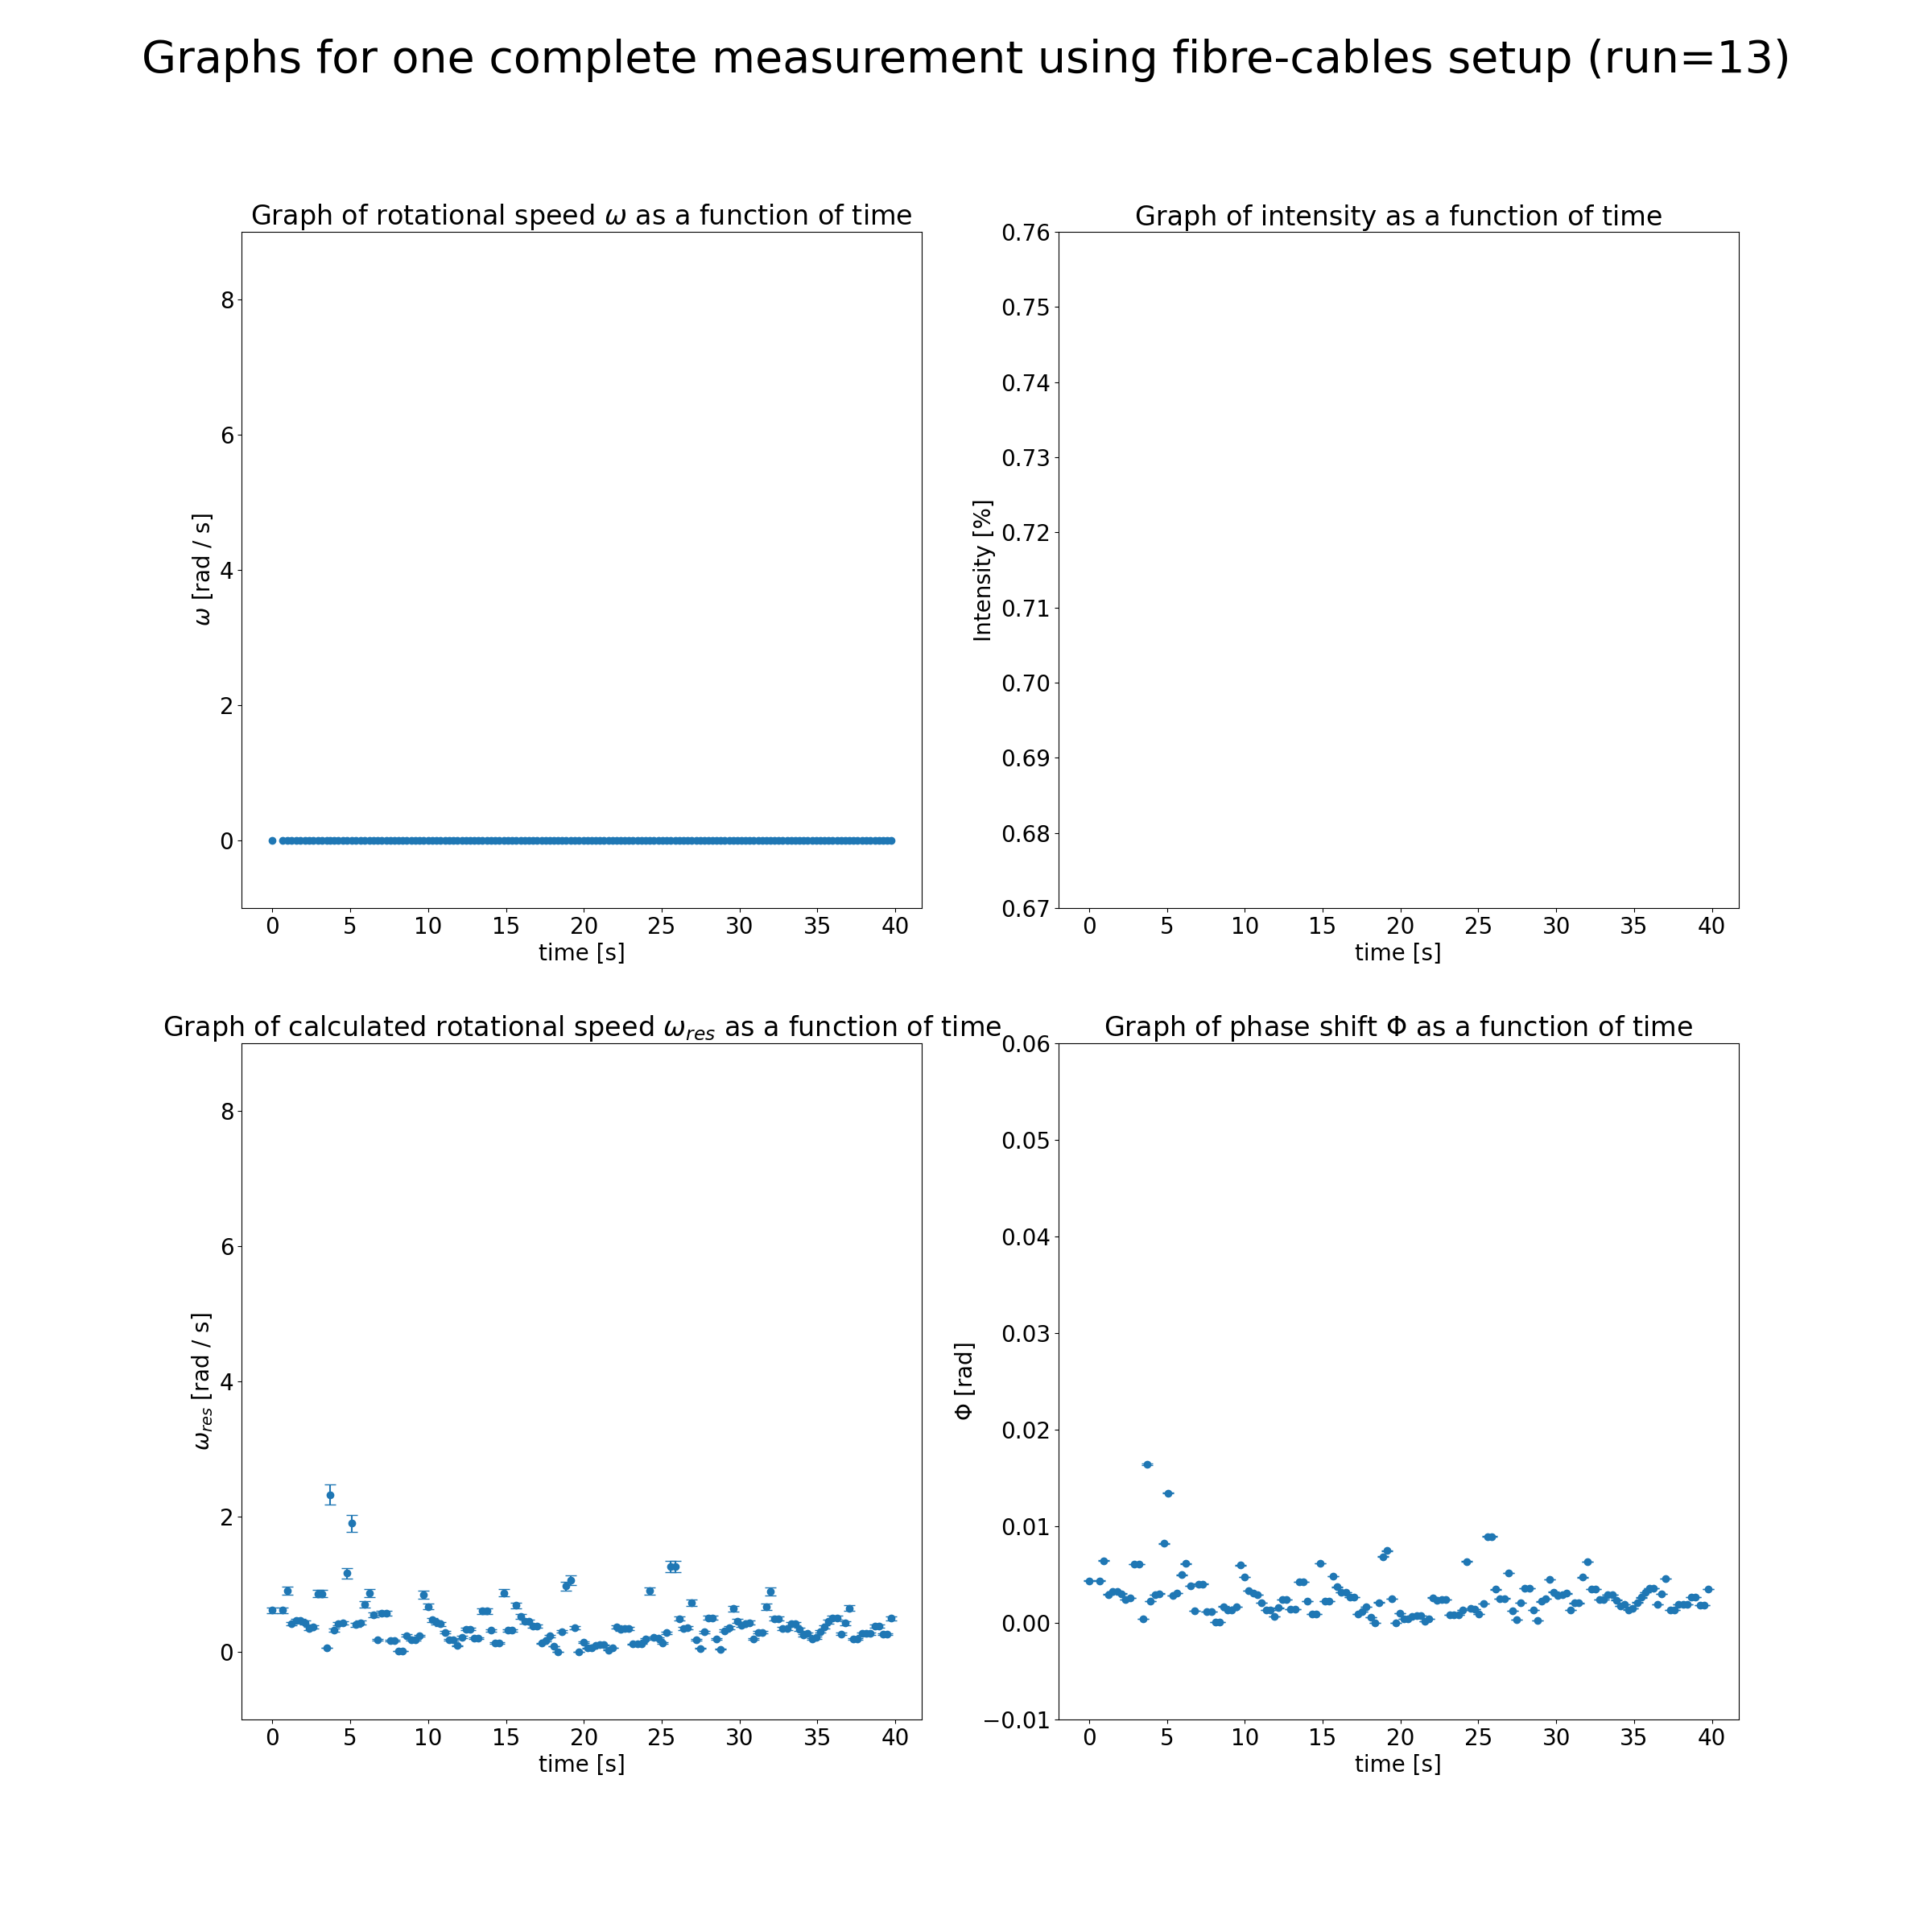 Graphs for one complete measurement using fibre-cables setup (run=13)
Graph of rotational speed ω as a function of time
8
6
4
2
0
ω [rad / s]
0 5 10 15 20 25 30 35 40
time [s]
Graph of intensity as a function of time
0.76
0.75
0.74
0.73
0.72
0.71
0.70
0.69
0.68
0.67
Intensity [%]
0 5 10 15 20 25 30 35 40
time [s]
Graph of calculated rotational speed ω_res as a function of time
8
6
4
2
0
ω_res [rad / s]
0 5 10 15 20 25 30 35 40
time [s]
Graph of phase shift Φ as a function of time
0.06
0.05
0.04
0.03
0.02
0.01
0.00
−0.01
Φ [rad]
0 5 10 15 20 25 30 35 40
time [s]